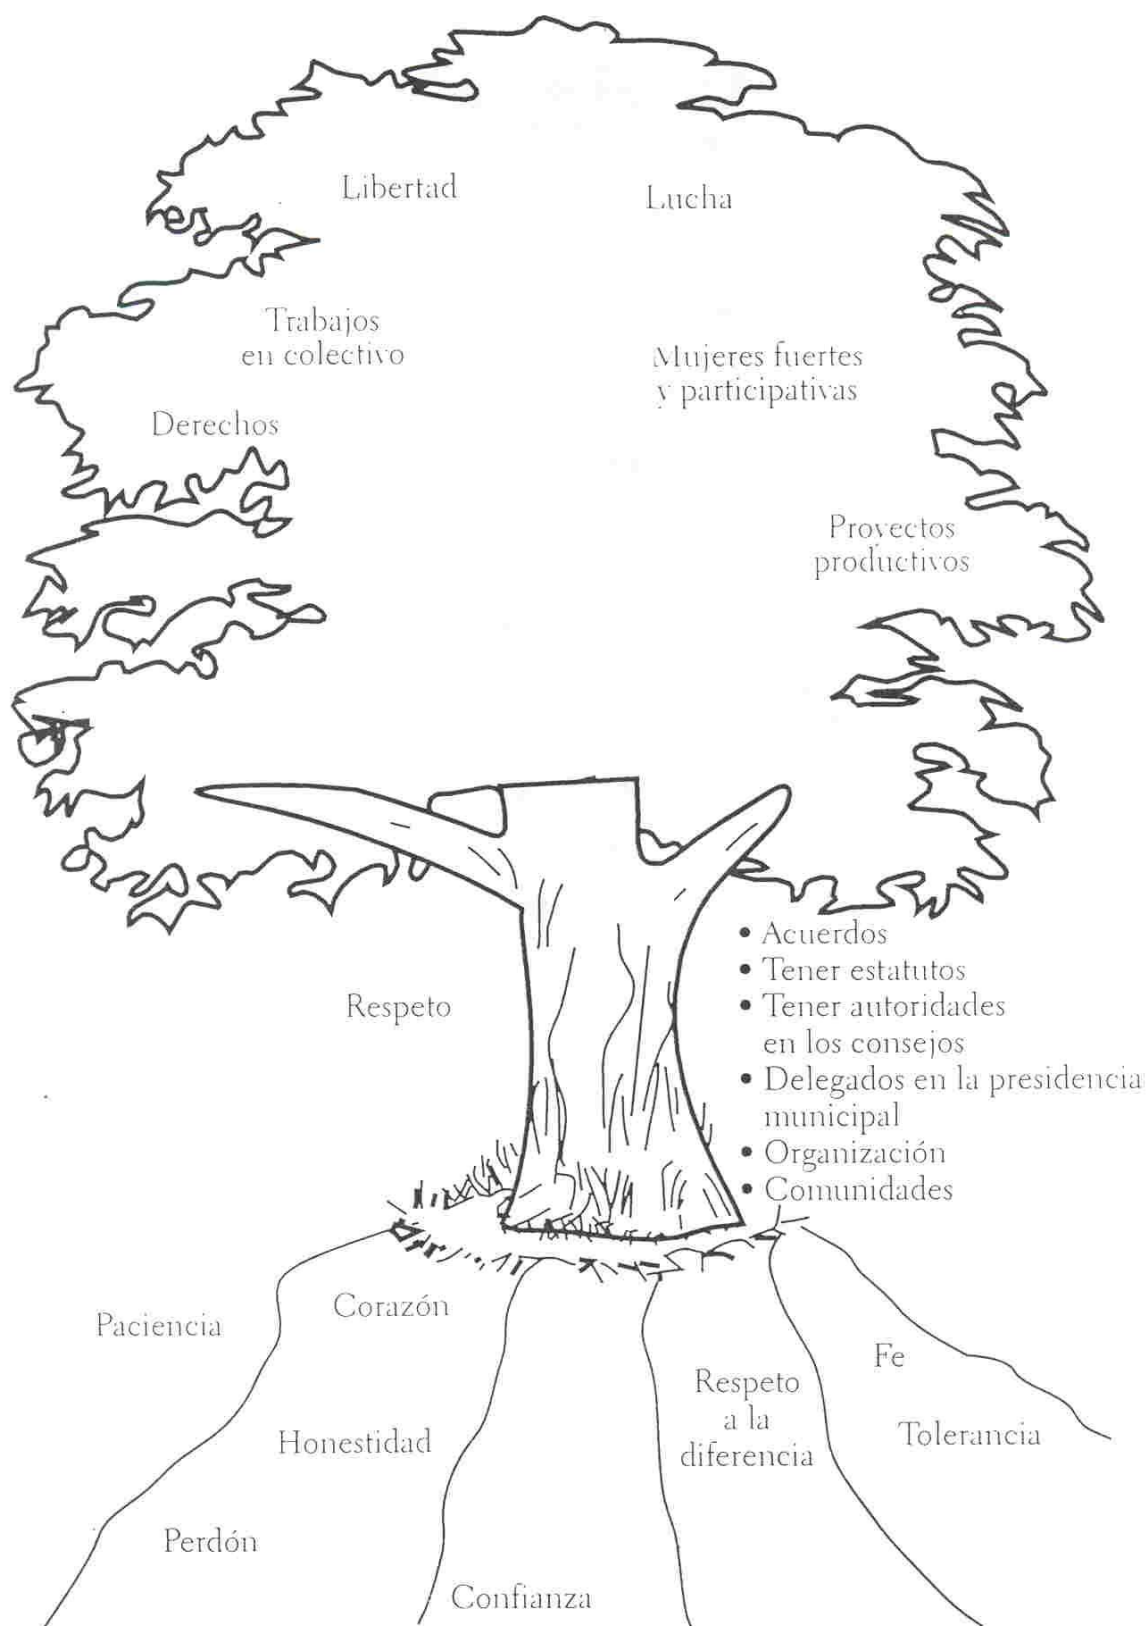 Libertad
Lucha
Trabajos
en colectivo
Mujeres fuertes
y participativas
Derechos
Proyectos
productivos
Respeto
• Acuerdos
• Tener estatutos
• Tener autoridades
en los consejos
• Delegados en la presidencia
municipal
• Organización
• Comunidades
Paciencia
Corazón
Honestidad
Perdón
Confianza
Respeto
a la
diferencia
Fe
Tolerancia